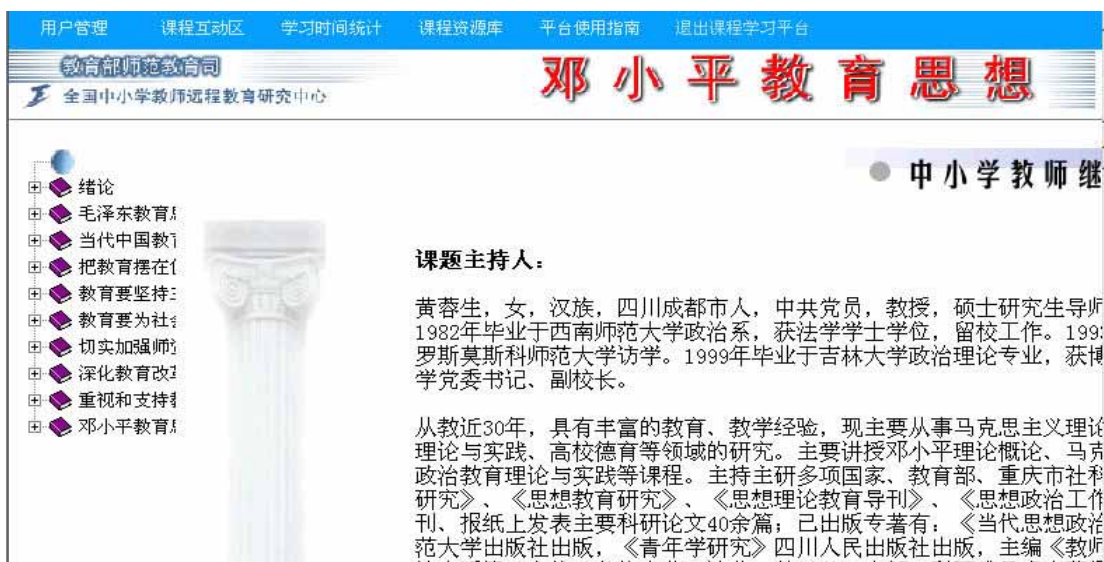 用户管理 课程互动区 学习时间统计 课程资源库 平台使用指南 退出课程学习平台
教育部师范教育司
全国中小学教师远程教育研究中心
邓小平教育思想
中小学教师继
绪论
毛泽东教育
当代中国教
把教育摆在
教育要坚持
教育要为社
切实加强师
深化教育改
重视和支持
邓小平教育
课题主持人：
黄蓉生，女，汉族，四川成都市人，中共党员，教授，硕士研究生导师
1982年毕业于西南师范大学政治系，获法学学士学位，留校工作。199
罗斯莫斯科师范大学访学。1999年毕业于吉林大学政治理论专业，获博
学党委书记、副校长。
从教近30年，具有丰富的教育、教学经验，现主要从事马克思主义理论
理论与实践、高校德育等领域的研究。主要讲授邓小平理论概论、马克
政治教育理论与实践等课程。主持主研多项国家、教育部、重庆市社科
研究》、《思想教育研究》、《思想理论教育导刊》、《思想政治工作
刊、报纸上发表主要科研论文40余篇；已出版专著有：《当代思想政治
范大学出版社出版，《青年学研究》四川人民出版社出版，主编《教师